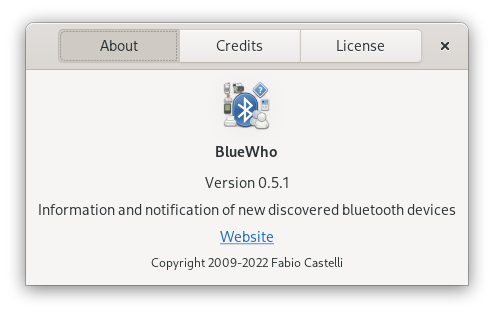 About Credits License ×
BlueWho
Version 0.5.1
Information and notification of new discovered bluetooth devices
Website
Copyright 2009-2022 Fabio Castelli